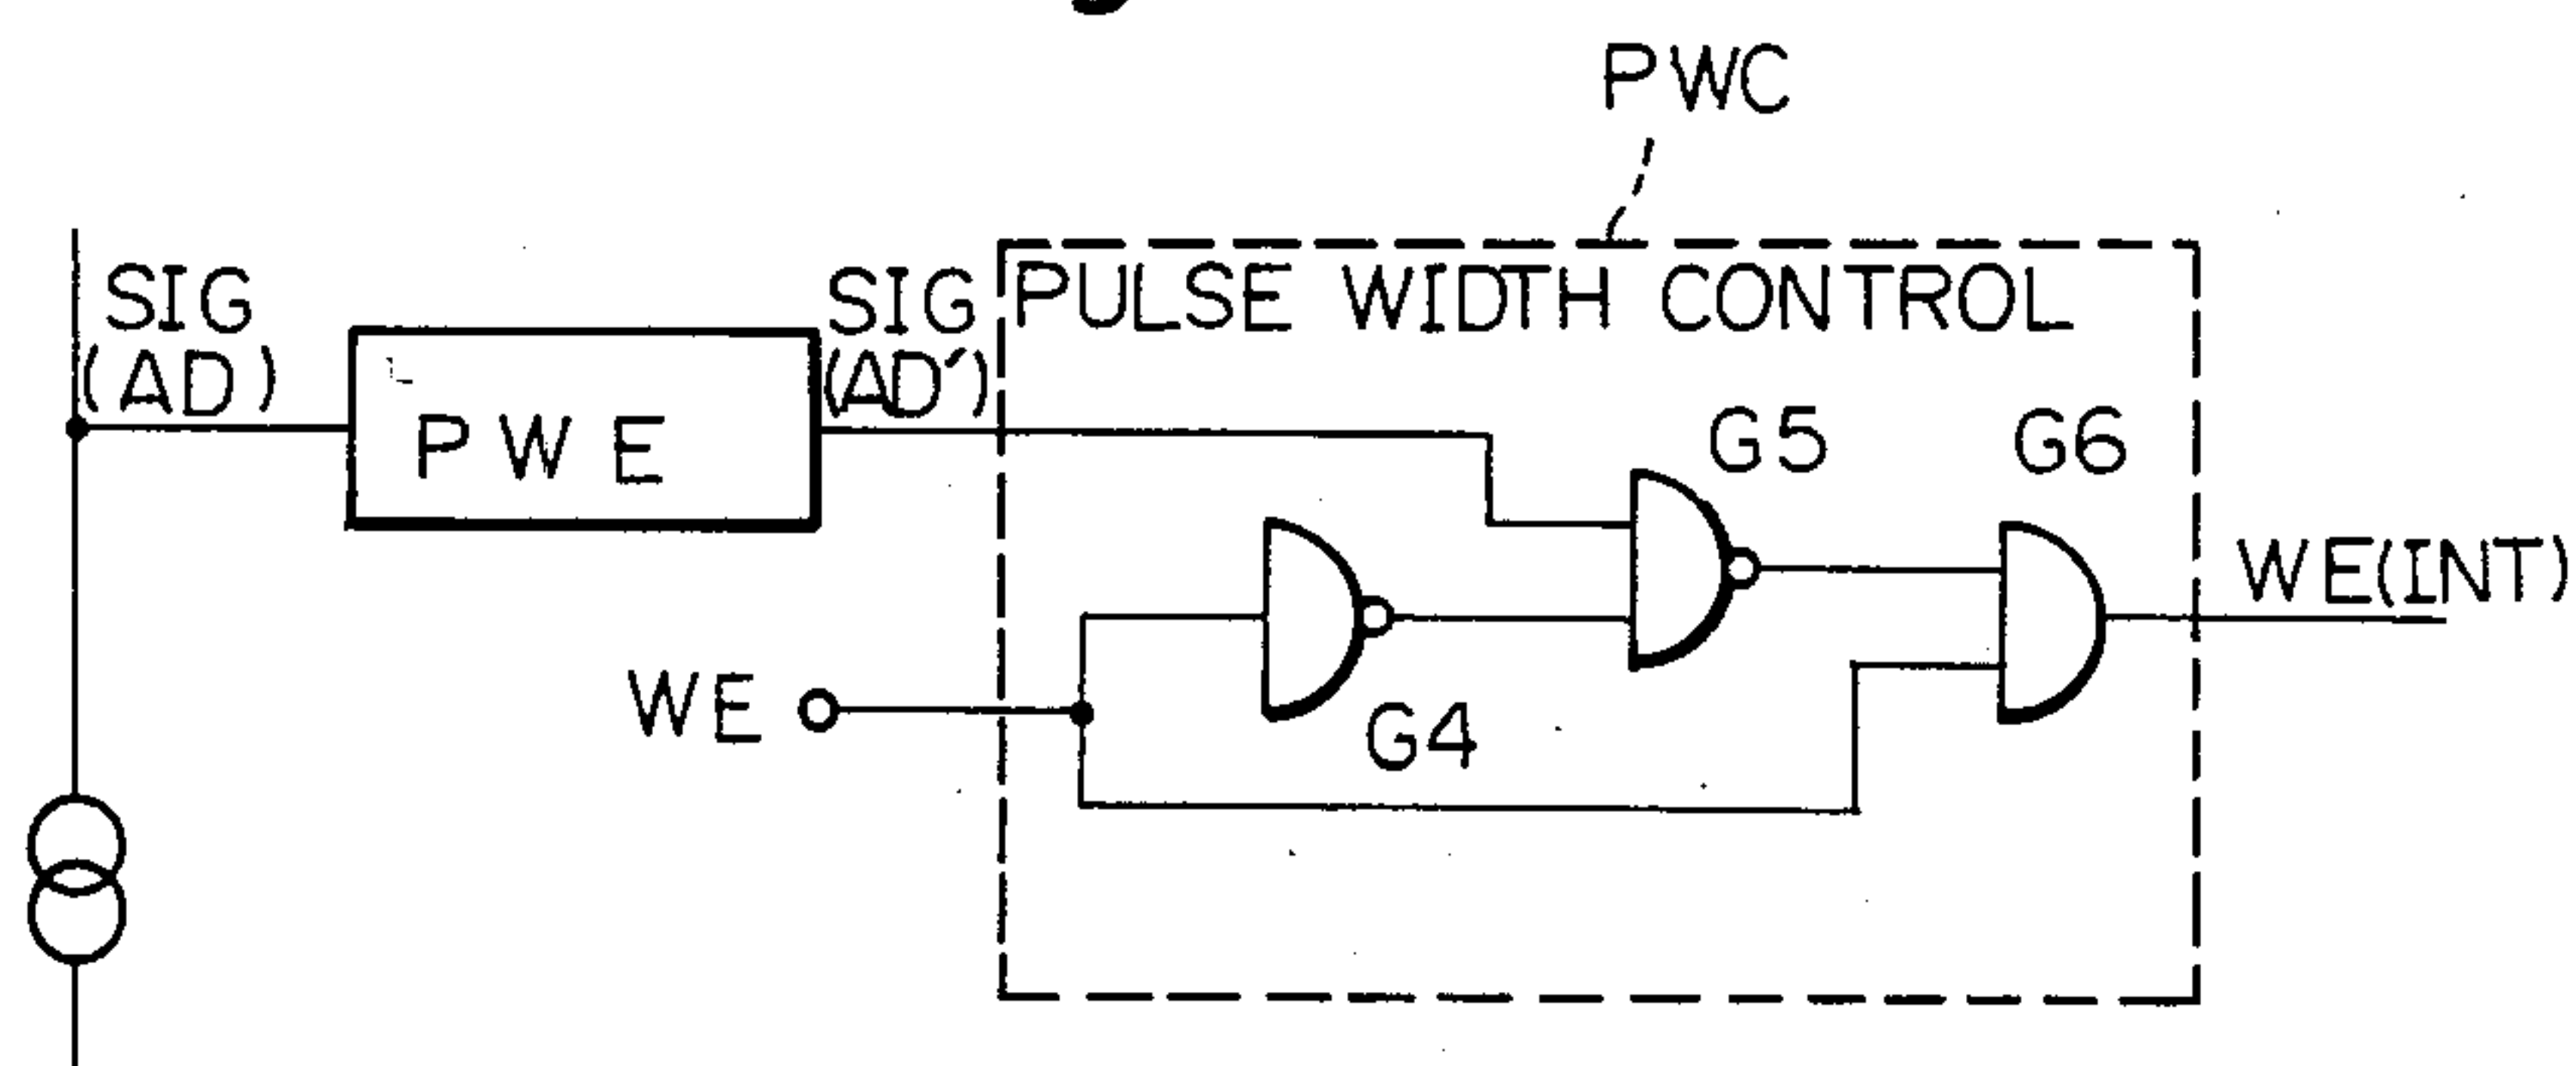 PWC
SIG
(AD)
PWE
SIG
(AD′)
PULSE WIDTH CONTROL
G5
G6
WE(INT)
WE
G4